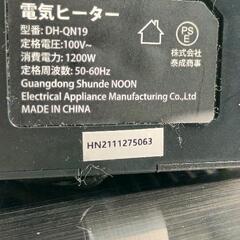 電気ヒーター
型番: DH-QN19
定格電圧:100V~
消費電力: 1200W
定格周波数: 50-60Hz
PS
E
株式会社
泰成商事
Guangdong Shunde NOON
Electrical Appliance Manufacturing Co.,Ltd
MADE IN CHINA
HN2111275063